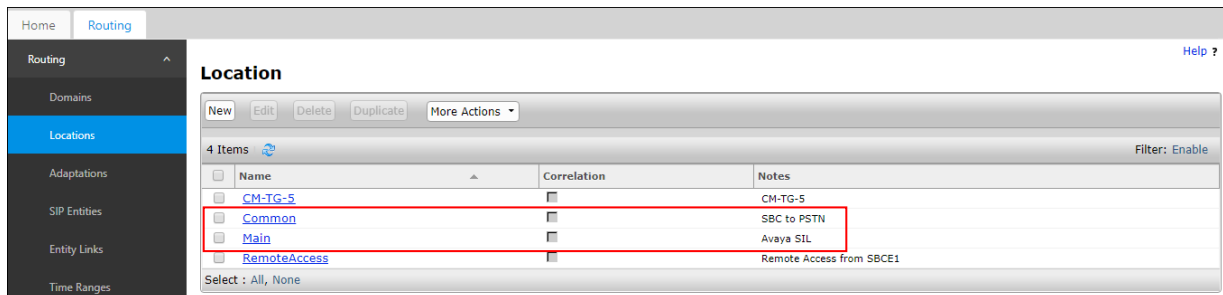 Home Routing
Help ?
Routing
Location
Domains
New Edit Delete Duplicate More Actions
Locations
4 Items Filter: Enable
Name Correlation Notes
Adaptations
CM-TG-5 CM-TG-5
SIP Entities
Common SBC to PSTN
Main Avaya SIL
Entity Links
RemoteAccess Remote Access from SBCE1
Select : All, None
Time Ranges